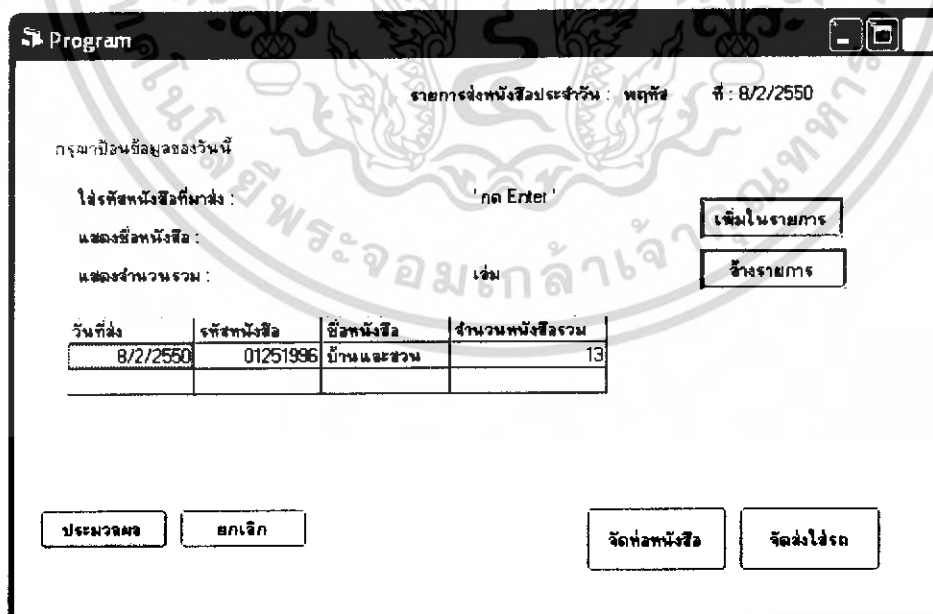 Program
รายการส่งหนังสือประจำวัน : พฤหัส ที่ : 8/2/2550
กรุณาป้อนข้อมูลของวันนี้
ใส่รหัสหนังสือที่มาส่ง : ' กด Enter '
เพิ่มในรายการ
แสดงชื่อหนังสือ :
แสดงจำนวนรวม : เล่ม
ล้างรายการ
วันที่ส่ง รหัสหนังสือ ชื่อหนังสือ จำนวนหนังสือรวม
8/2/2550 01251996 บ้านและสวน 13
ประมวลผล ยกเลิก จัดห่อหนังสือ จัดส่งใส่รถ